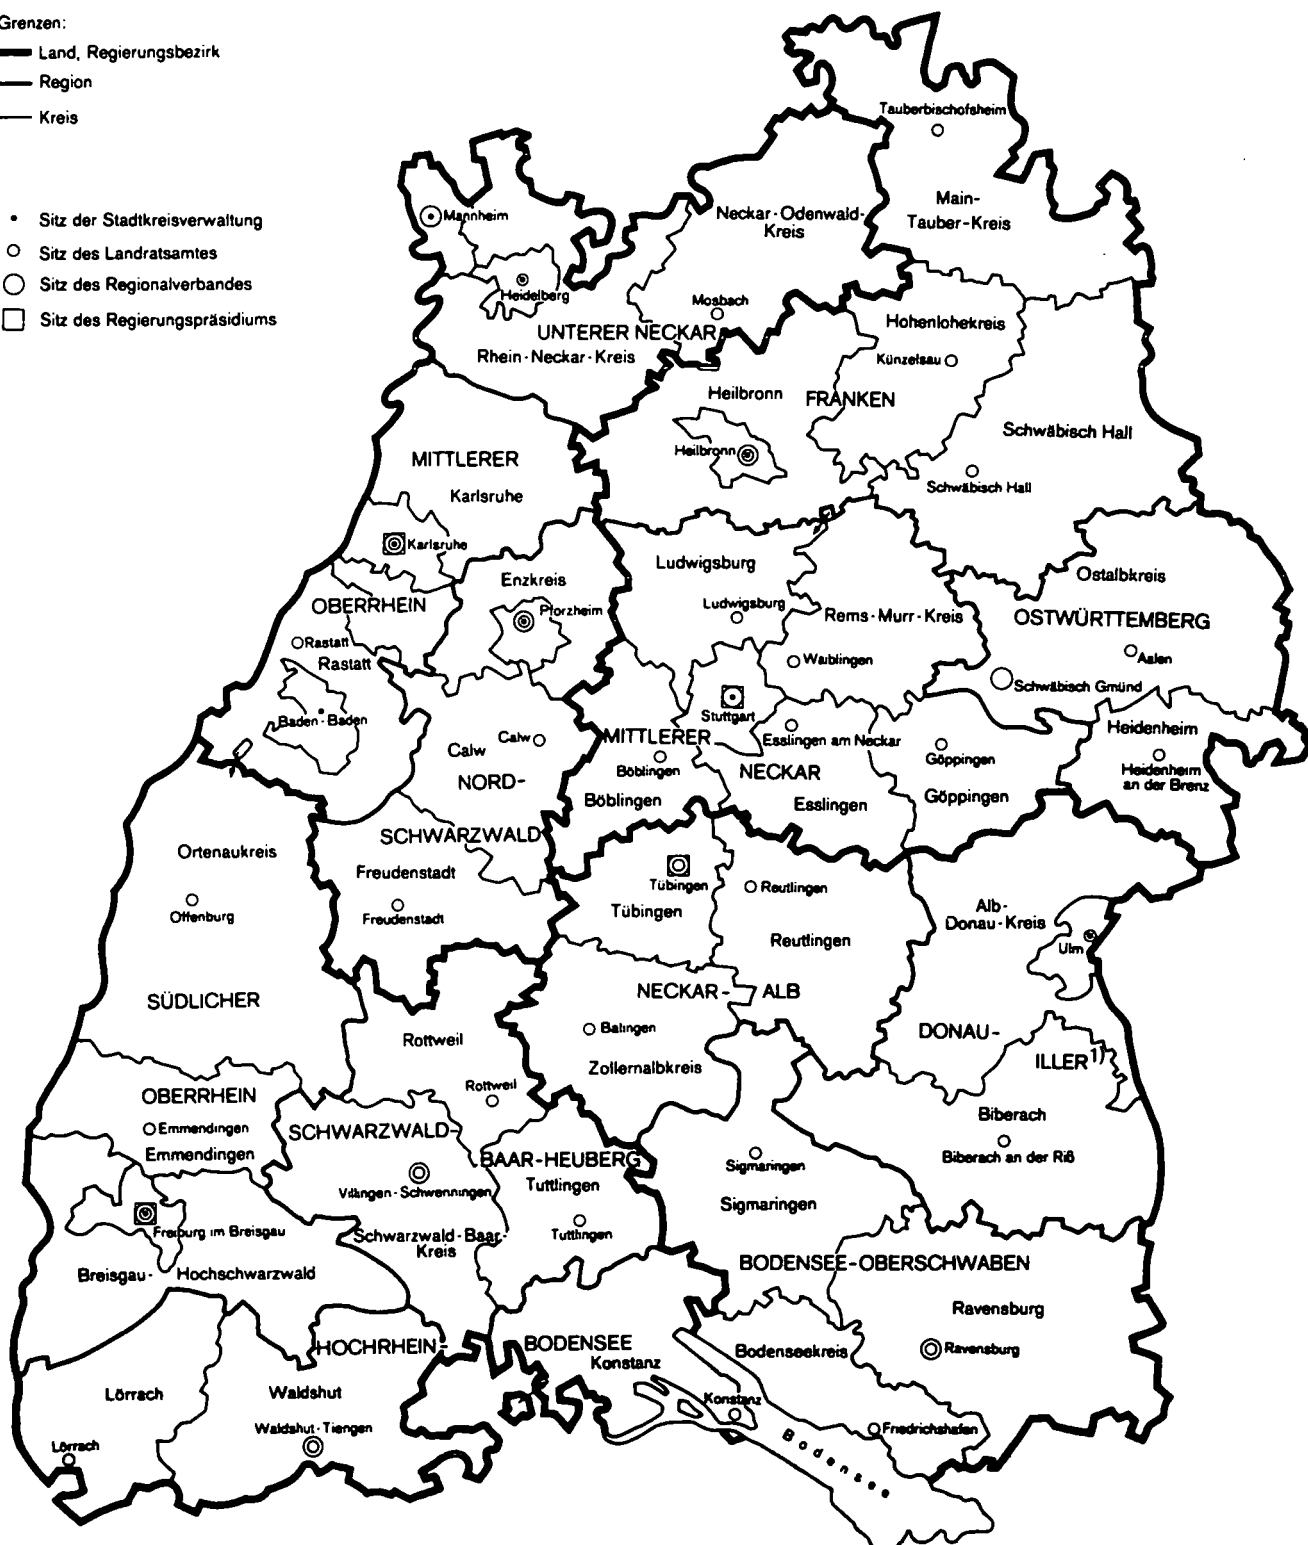 Grenzen:
Land, Regierungsbezirk
Region
Kreis
Sitz der Stadtkreisverwaltung
Sitz des Landratsamtes
Sitz des Regionalverbandes
Sitz des Regierungspräsidiums
Tauberbischofsheim
Main-
Tauber-Kreis
Mannheim
Neckar-Odenwald-
Kreis
Heidelberg
Mosbach
UNTERER NECKAR
Rhein-Neckar-Kreis
Hohenlohekreis
Künzelsau
Heilbronn
FRANKEN
Schwäbisch Hall
Heilbronn
Schwäbisch Hall
MITTLERER
Karlsruhe
Karlsruhe
Ludwigsburg
Enzkreis
Ostalbkreis
OBERRHEIN
Pforzheim
Ludwigsburg
Rems-Murr-Kreis
OSTWÜRTTEMBERG
Rastatt
Rastatt
Waiblingen
Aalen
Schwäbisch Gmünd
Baden-Baden
Stuttgart
Calw
Calw
MITTLERER
Esslingen am Neckar
Heidenheim
Göppingen
Böblingen
NECKAR
Heidenheim
an der Brenz
NORD-
Böblingen
Esslingen
Göppingen
SCHWARZWALD
Ortenaukreis
Freudenstadt
Tübingen
Reutlingen
Offenburg
Freudenstadt
Tübingen
Alb-
Donau-Kreis
Reutlingen
Ulm
SÜDLICHER
NECKAR-
ALB
Balingen
DONAU-
Rottweil
Zollernalbkreis
ILLER1)
Rottweil
OBERRHEIN
Biberach
Emmendingen
SCHWARZWALD-
Emmendingen
BAAR-HEUBERG
Biberach an der Riß
Sigmaringen
Villingen-Schwenningen
Tuttlingen
Sigmaringen
Freiburg im Breisgau
Schwarzwald-Baar-
Kreis
Tuttlingen
Breisgau-
Hochschwarzwald
BODENSEE-OBERSCHWABEN
Ravensburg
HOCHRHEIN-
BODENSEE
Bodenseekreis
Ravensburg
Konstanz
Lörrach
Waldshut
Konstanz
Waldshut-Tiengen
Friedrichshafen
Lörrach
Bodensee